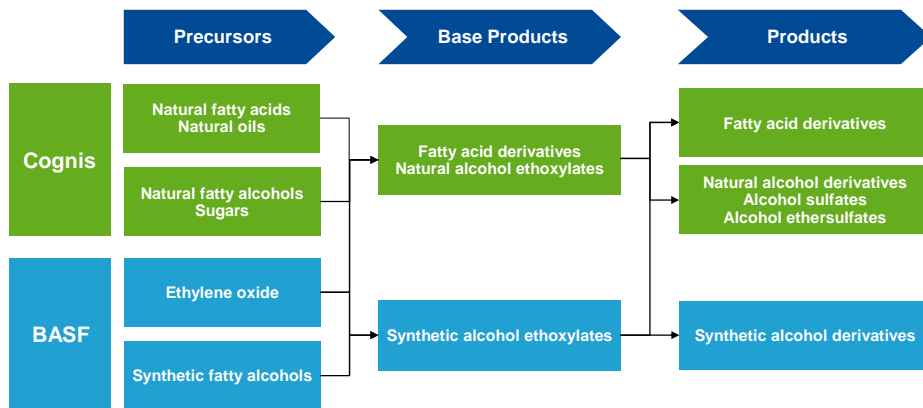 Precursors
Base Products
Products
Cognis
Natural fatty acids
Natural oils
Natural fatty alcohols
Sugars
Fatty acid derivatives
Natural alcohol ethoxylates
Fatty acid derivatives
Natural alcohol derivatives
Alcohol sulfates
Alcohol ethersulfates
BASF
Ethylene oxide
Synthetic fatty alcohols
Synthetic alcohol ethoxylates
Synthetic alcohol derivatives